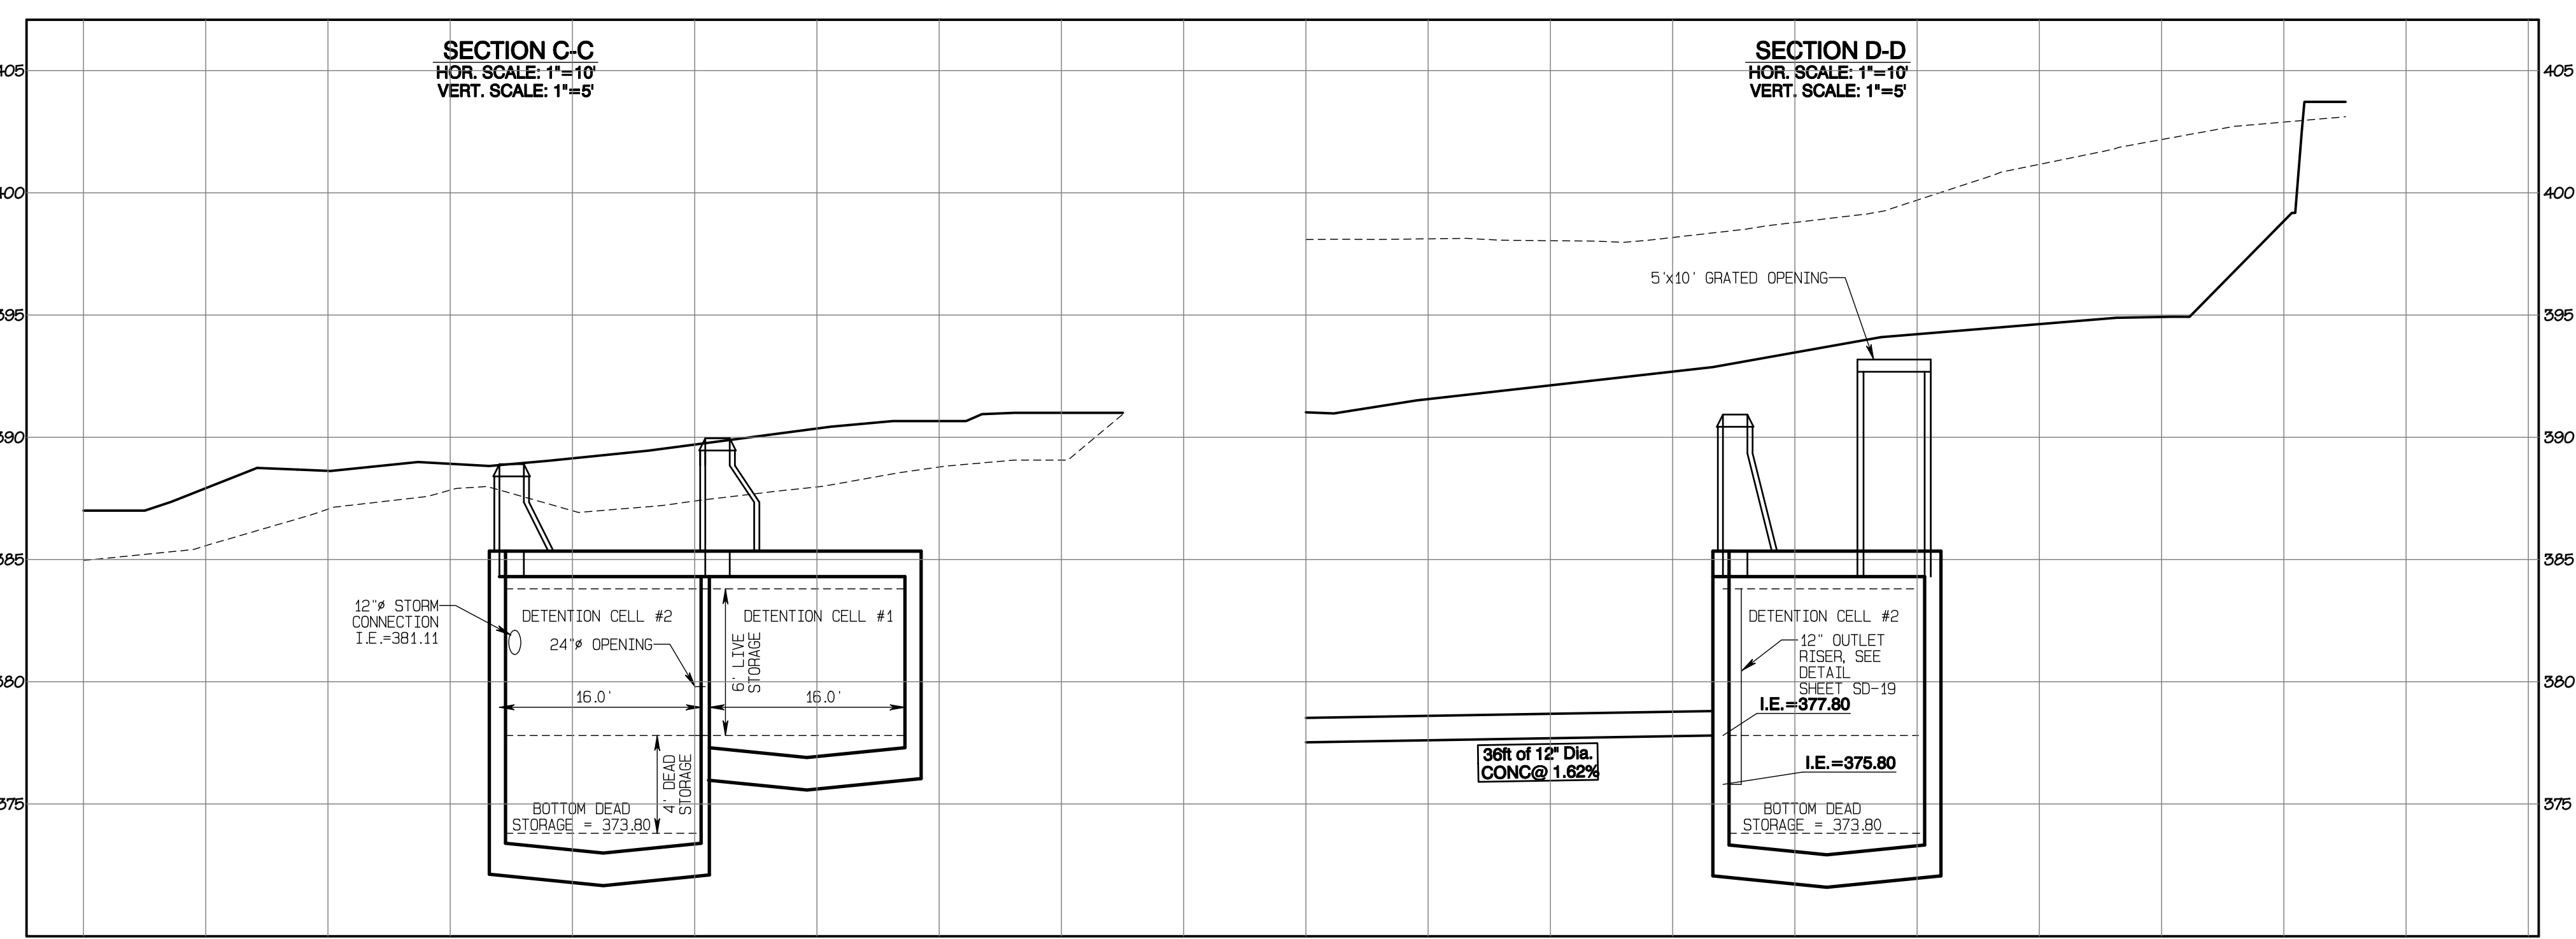 SECTION C-C
HOR. SCALE: 1"=10'
VERT. SCALE: 1"=5'
SECTION D-D
HOR. SCALE: 1"=10'
VERT. SCALE: 1"=5'
405
400
395
390
385
380
375
405
400
395
390
385
380
375
12"ø STORM
CONNECTION
I.E.=381.11
DETENTION CELL #2
24"ø OPENING
16.0'
DETENTION CELL #1
6' LIVE
STORAGE
16.0'
4' DEAD
STORAGE
BOTTOM DEAD
STORAGE = 373.80
5'x10' GRATED OPENING
DETENTION CELL #2
12" OUTLET
RISER, SEE
DETAIL
SHEET SD-19
I.E.=377.80
I.E.=375.80
36ft of 12" Dia.
CONC@ 1.62%
BOTTOM DEAD
STORAGE = 373.80